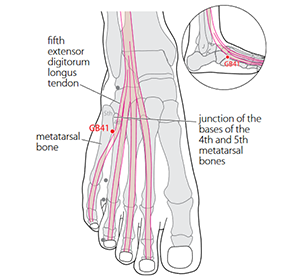 fifth
extensor
digitorum
longus
tendon
GB41
metatarsal
bone
GB41
junction of the
bases of the
4th and 5th
metatarsal
bones